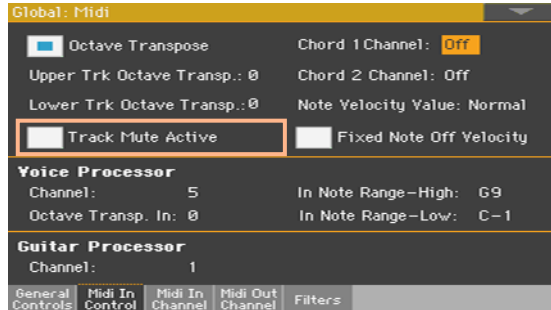 Global: Midi
Octave Transpose Chord 1 Channel: Off
Upper Trk Octave Transp.: 0 Chord 2 Channel: Off
Lower Trk Octave Transp.: 0 Note Velocity Value: Normal
Track Mute Active Fixed Note Off Velocity
Voice Processor
Channel: 5 In Note Range-High: G9
Octave Transp. In: 0 In Note Range-Low: C-1
Guitar Processor
Channel: 1
General Controls Midi In Control Midi In Channel Midi Out Channel Filters